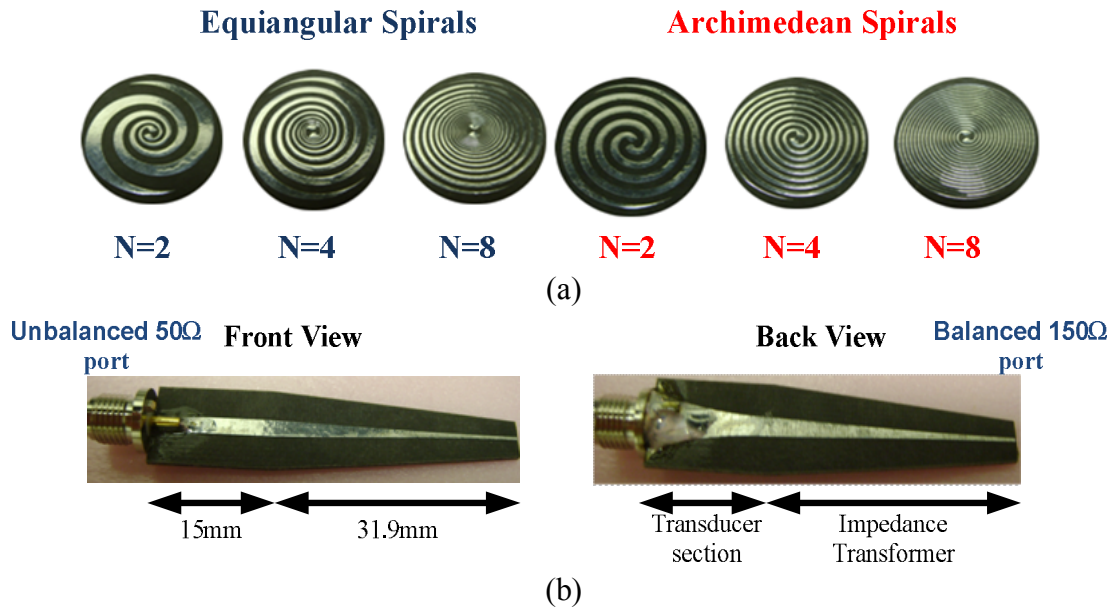 Equiangular Spirals
Archimedean Spirals
N=2
N=4
N=8
N=2
N=4
N=8
(a)
Unbalanced 50Ω
port
Front View
Back View
Balanced 150Ω
port
15mm
31.9mm
Transducer
section
Impedance
Transformer
(b)